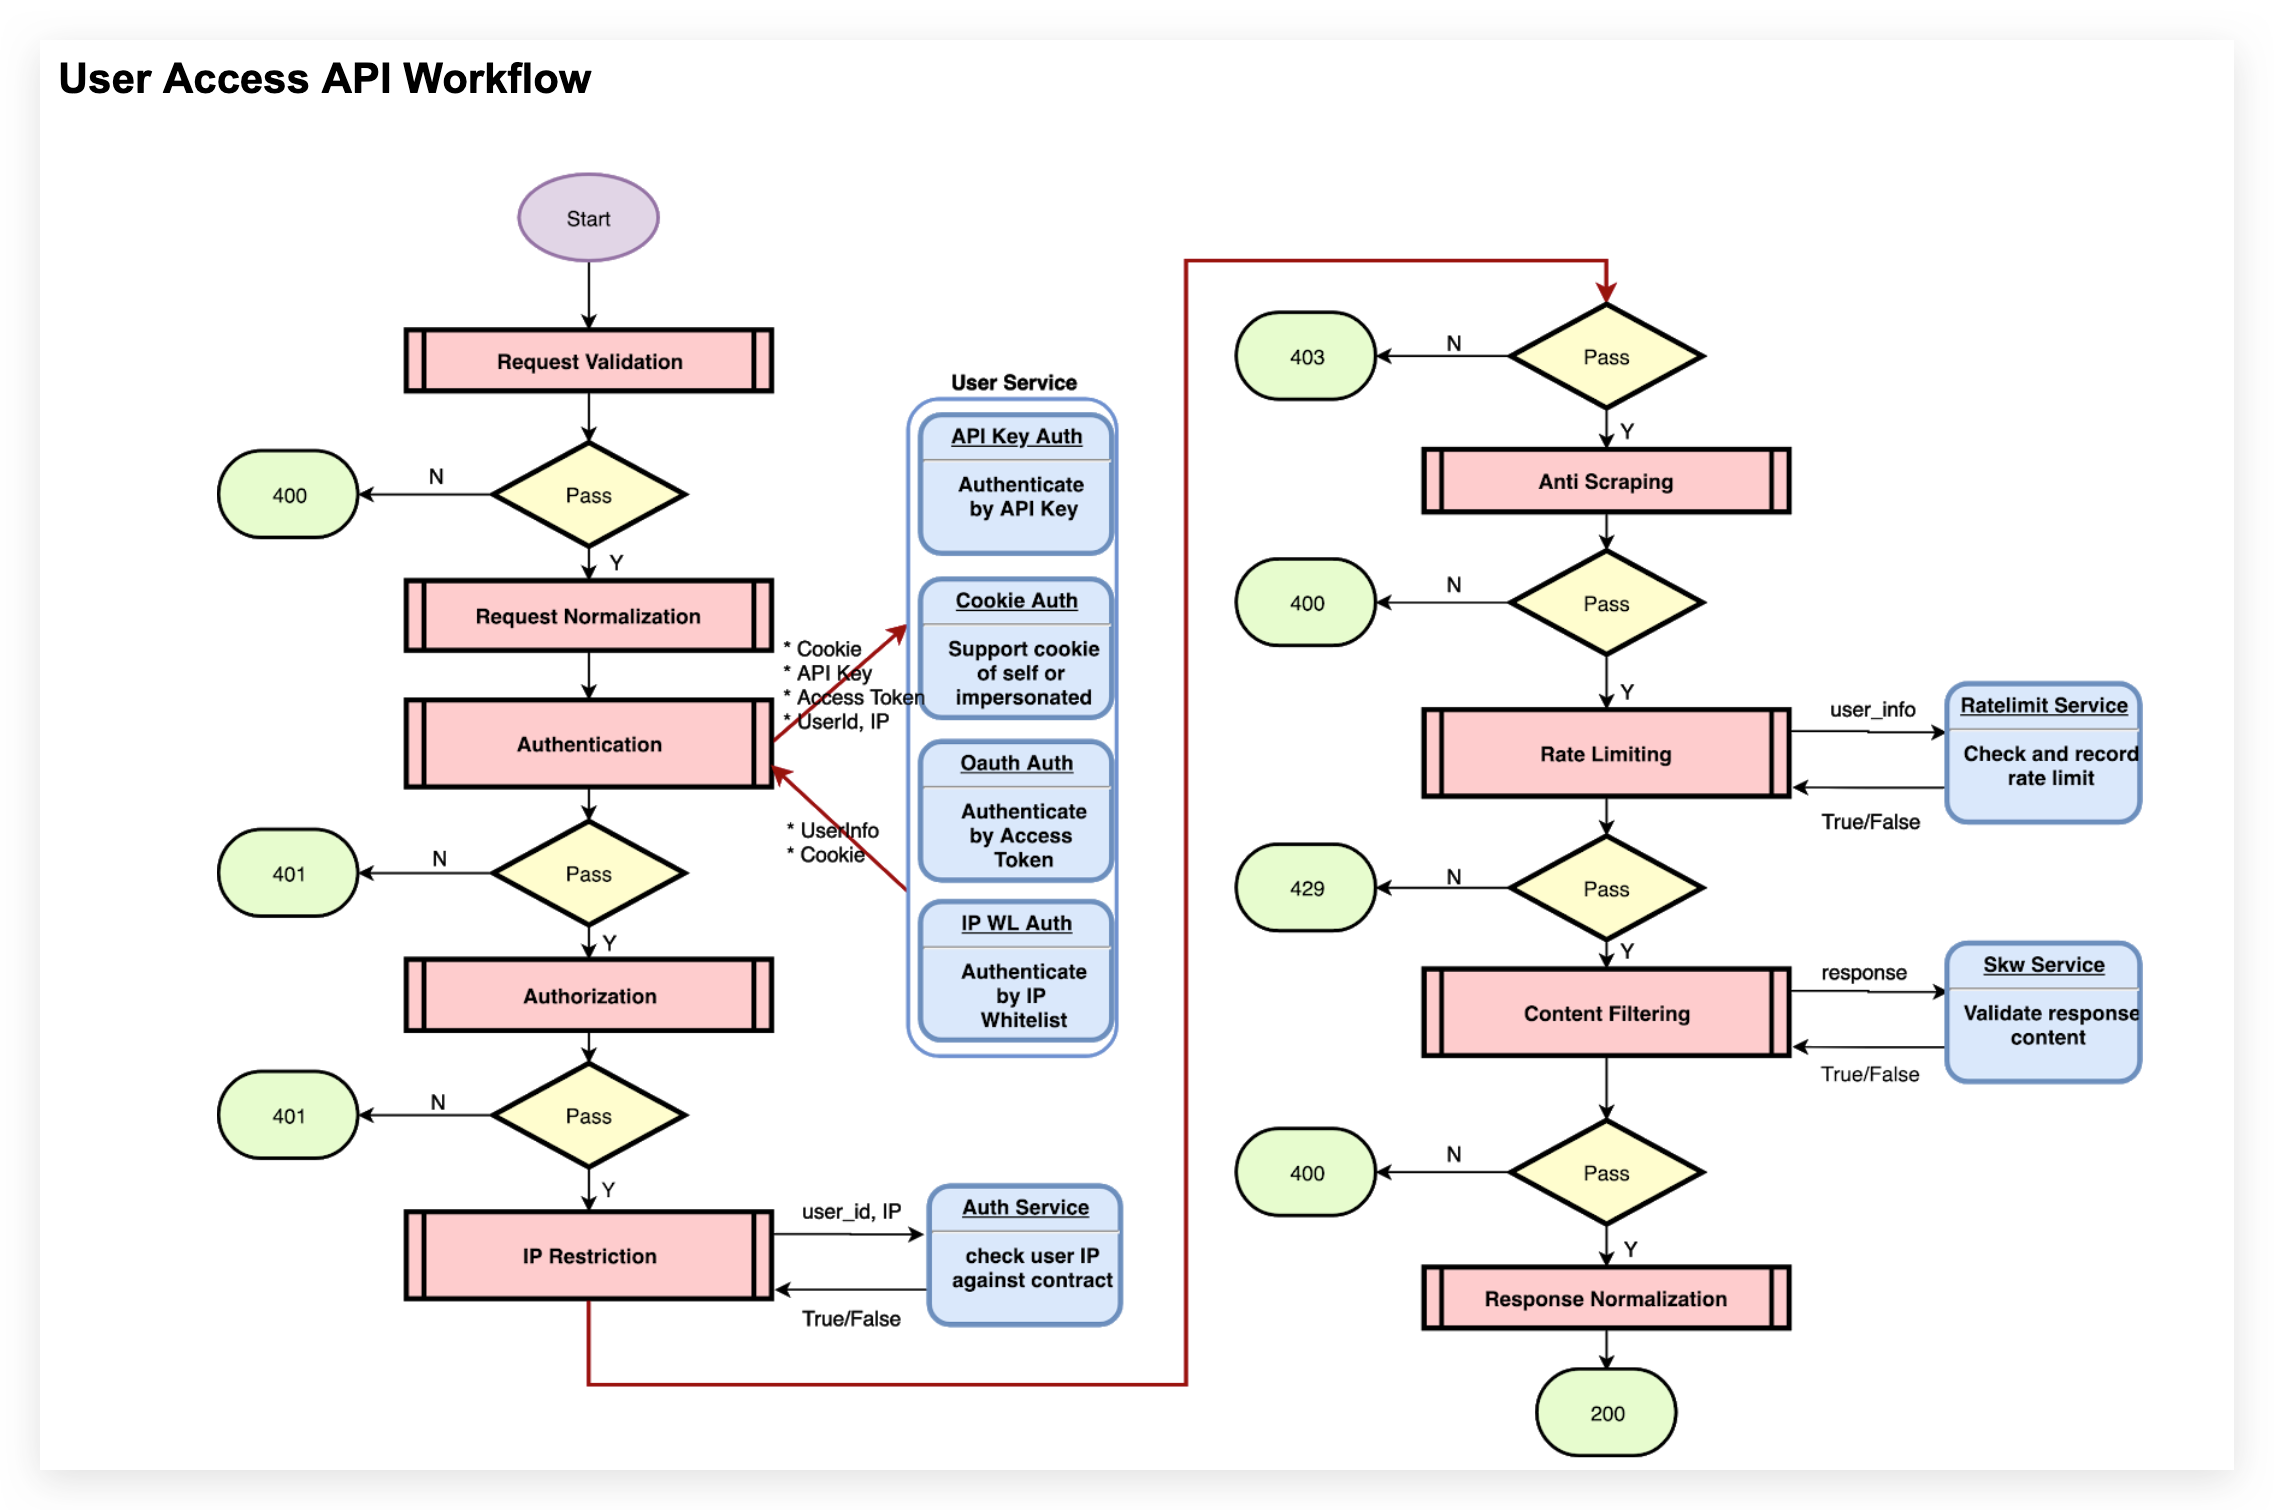 User Access API Workflow
Start
Request Validation
Pass
N
400
Y
Request Normalization
* Cookie
* API Key
* Access Token
* UserId, IP
Authentication
* UserInfo
* Cookie
User Service
API Key Auth
Authenticate
by API Key
Cookie Auth
Support cookie
of self or
impersonated
Oauth Auth
Authenticate
by Access
Token
IP WL Auth
Authenticate
by IP
Whitelist
Pass
N
401
Y
Authorization
Pass
N
401
Y
IP Restriction
user_id, IP
True/False
Auth Service
check user IP
against contract
Pass
N
403
Y
Anti Scraping
Pass
N
400
Y
Rate Limiting
user_info
True/False
Ratelimit Service
Check and record
rate limit
Pass
N
429
Y
Content Filtering
response
True/False
Skw Service
Validate response
content
Pass
N
400
Y
Response Normalization
200